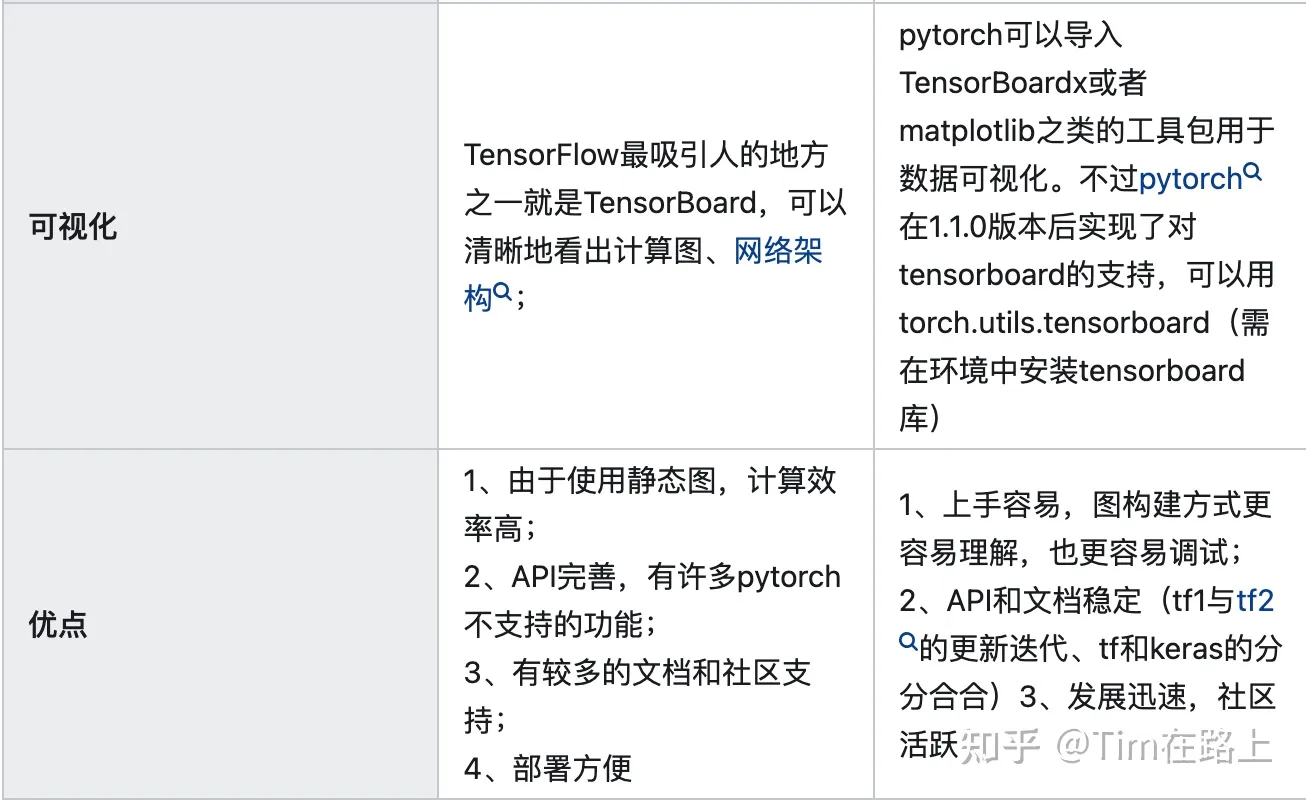 可视化
TensorFlow最吸引人的地方
之一就是TensorBoard，可以
清晰地看出计算图、网络架
构；
pytorch可以导入
TensorBoardx或者
matplotlib之类的工具包用于
数据可视化。不过pytorch
在1.1.0版本后实现了对
tensorboard的支持，可以用
torch.utils.tensorboard（需
在环境中安装tensorboard
库）
优点
1、由于使用静态图，计算效
率高；
2、API完善，有许多pytorch
不支持的功能；
3、有较多的文档和社区支
持；
4、部署方便
1、上手容易，图构建方式更
容易理解，也更容易调试；
2、API和文档稳定（tf1与tf2
的更新迭代、tf和keras的分
分合合）3、发展迅速，社区
活跃
知乎 @Tim在路上